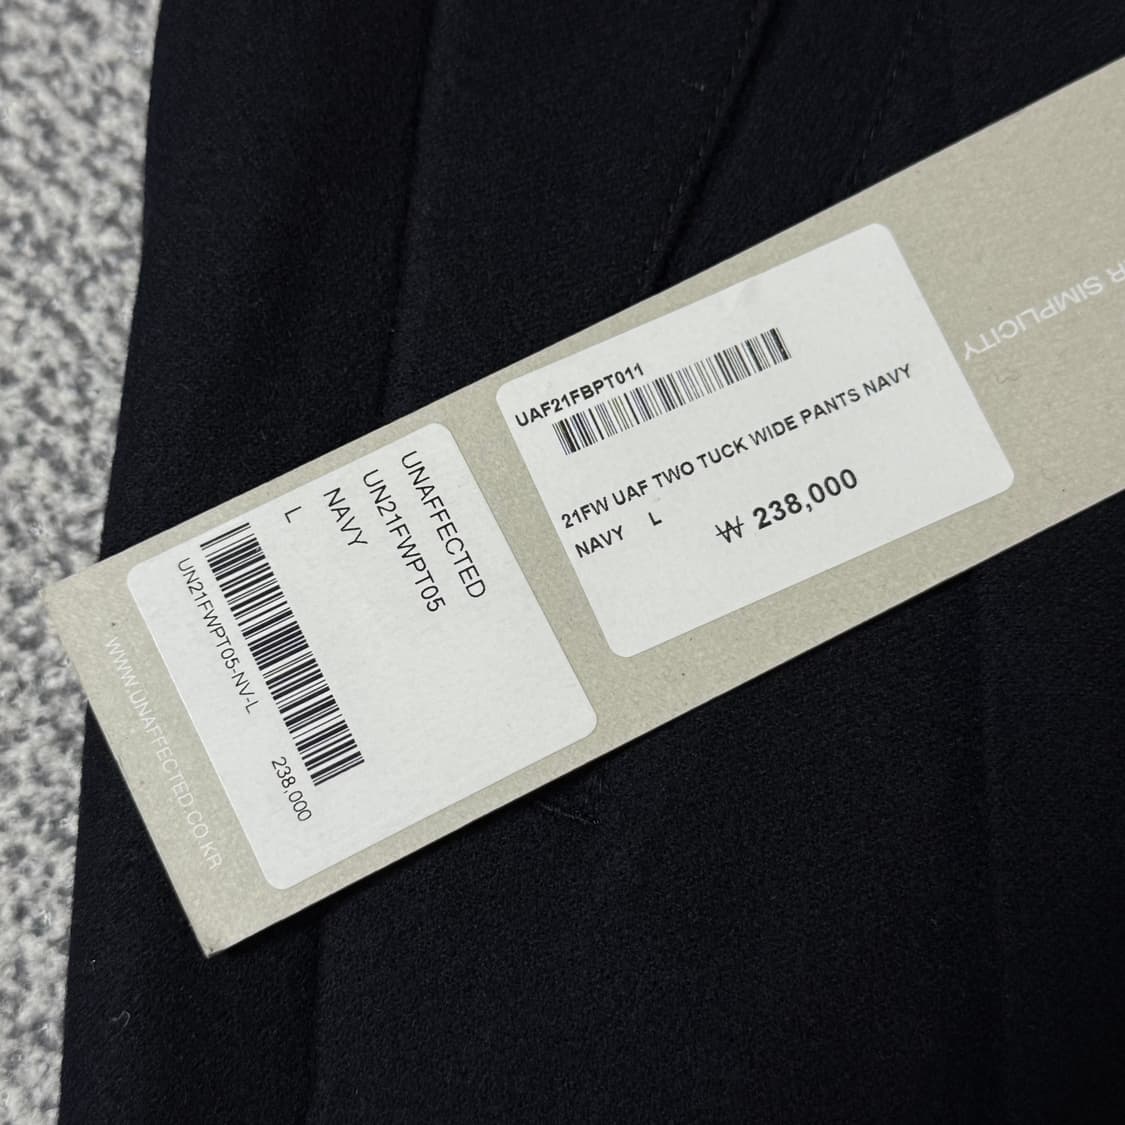 UNAFFECTED
UN21FWPT05
NAVY
L
UN21FWPT05-NV-L
238,000
WWW.UNAFFECTED.CO.KR
UAF21FBPT011
21FW UAF TWO TUCK WIDE PANTS NAVY
NAVY L
₩ 238,000
SIMPLICITY